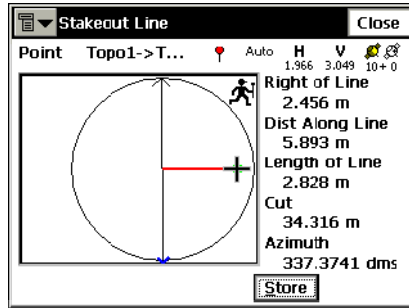 Stakeout Line
Close
Point Topo1->T... Auto H V
1.966 3.049 10+0
Right of Line
2.456 m
Dist Along Line
5.893 m
Length of Line
2.828 m
Cut
34.316 m
Azimuth
337.3741 dms
Store